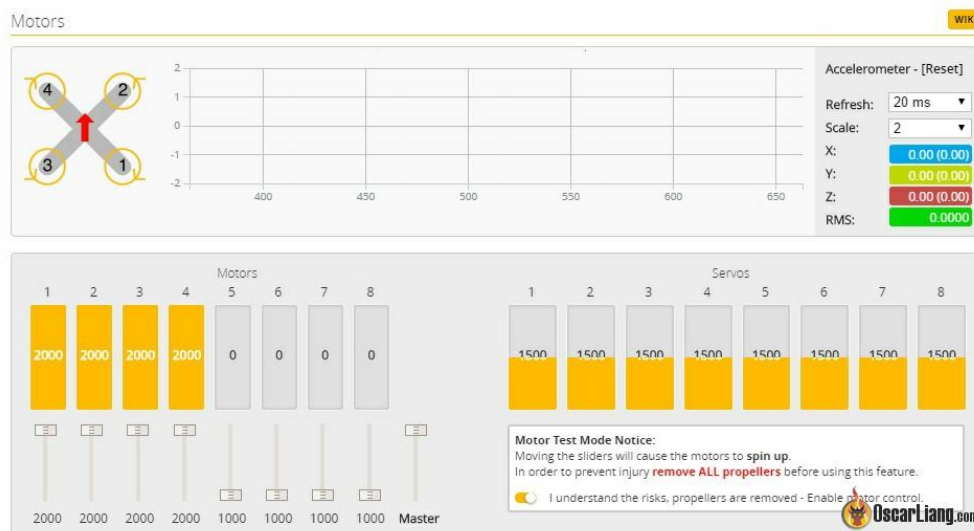 Motors
WIK
4 2
3 1
2
1
0
-1
-2
400 450 500 550 600 650
Accelerometer - [Reset]
Refresh: 20 ms
Scale: 2
X: 0.00 (0.00)
Y: 0.00 (0.00)
Z: 0.00 (0.00)
RMS: 0.0000
Motors
1 2 3 4 5 6 7 8
2000 2000 2000 2000 0 0 0 0
2000 2000 2000 2000 1000 1000 1000 1000 Master
Servos
1 2 3 4 5 6 7 8
1500 1500 1500 1500 1500 1500 1500 1500
Motor Test Mode Notice:
Moving the sliders will cause the motors to spin up.
In order to prevent injury remove ALL propellers before using this feature.
I understand the risks, propellers are removed - Enable motor control.
OscarLiang.com